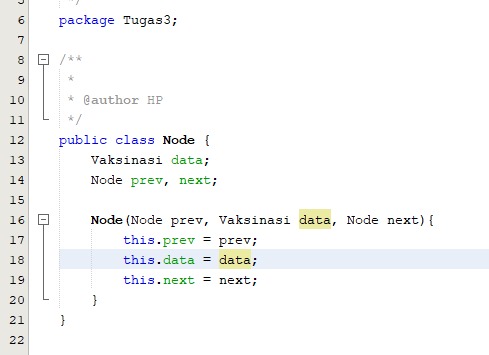 5 */
6 package Tugas3;
7
8 /**
9 *
10 * @author HP
11 */
12 public class Node {
13 Vaksinasi data;
14 Node prev, next;
15
16 Node(Node prev, Vaksinasi data, Node next){
17 this.prev = prev;
18 this.data = data;
19 this.next = next;
20 }
21 }
22